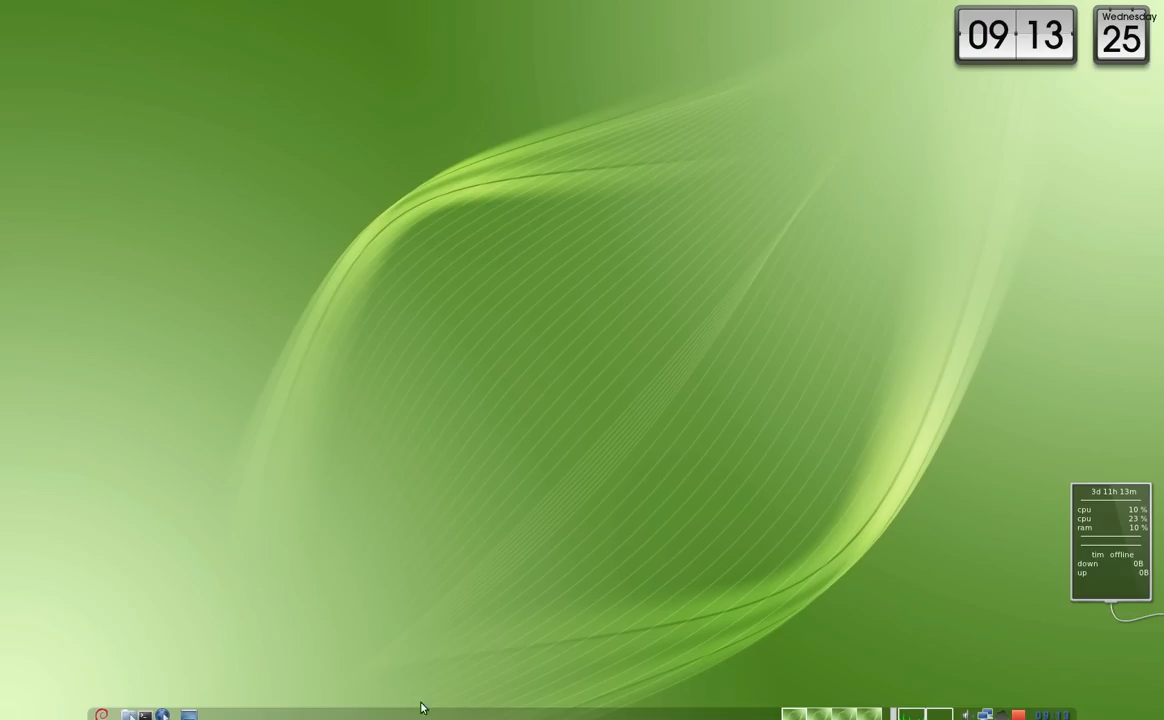 09 13
Wednesday
25
3d 11h 13m
cpu 10 %
cpu 23 %
ram 10 %
tim offline
down 0B
up 0B